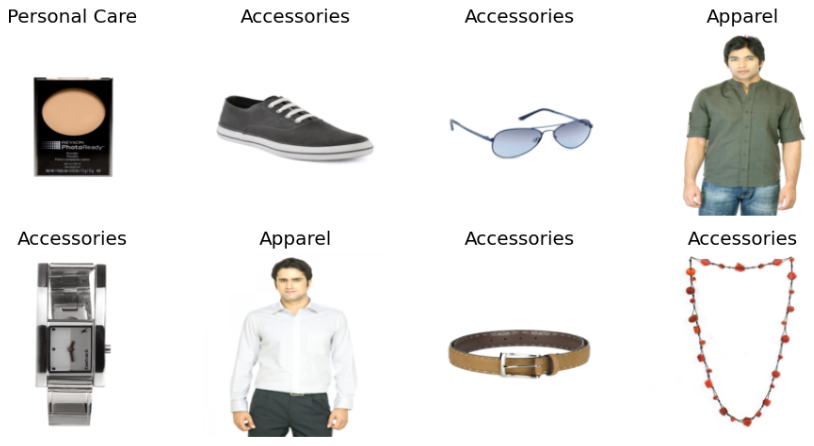 Personal Care
Accessories
Accessories
Apparel
REVLON
PhotoReady
Accessories
Apparel
Accessories
Accessories